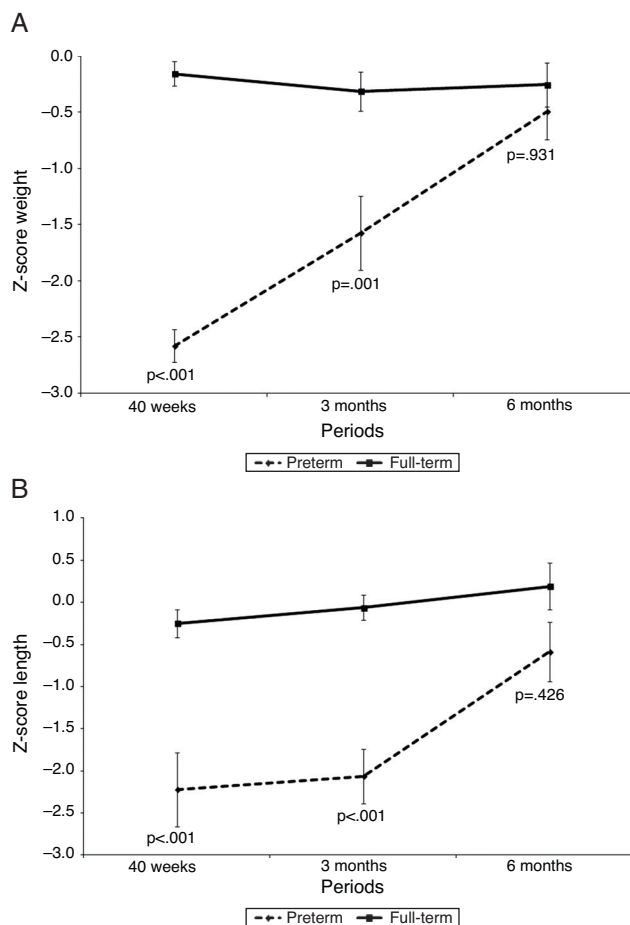 A
0.0
–0.5
–1.0
–1.5
–2.0
–2.5
–3.0
Z-score weight
p<.001
p=.001
p=.931
40 weeks 3 months 6 months
Periods
Preterm Full-term
B
1.0
0.5
0.0
–0.5
–1.0
–1.5
–2.0
–2.5
–3.0
Z-score length
p<.001
p<.001
p=.426
40 weeks 3 months 6 months
Periods
Preterm Full-term